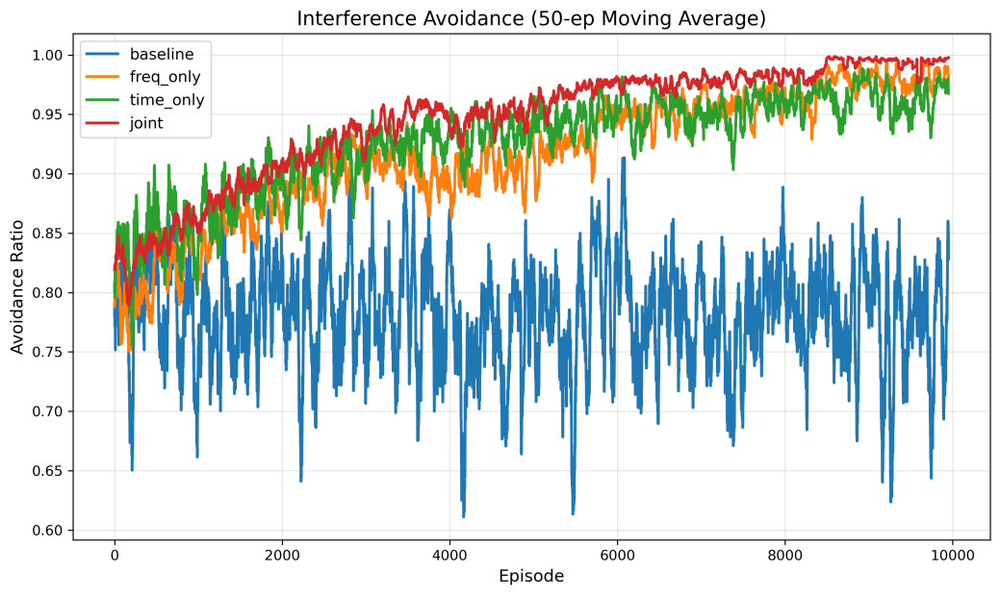 Interference Avoidance (50-ep Moving Average)
baseline
freq_only
time_only
joint
Avoidance Ratio
1.00
0.95
0.90
0.85
0.80
0.75
0.70
0.65
0.60
0 2000 4000 6000 8000 10000
Episode